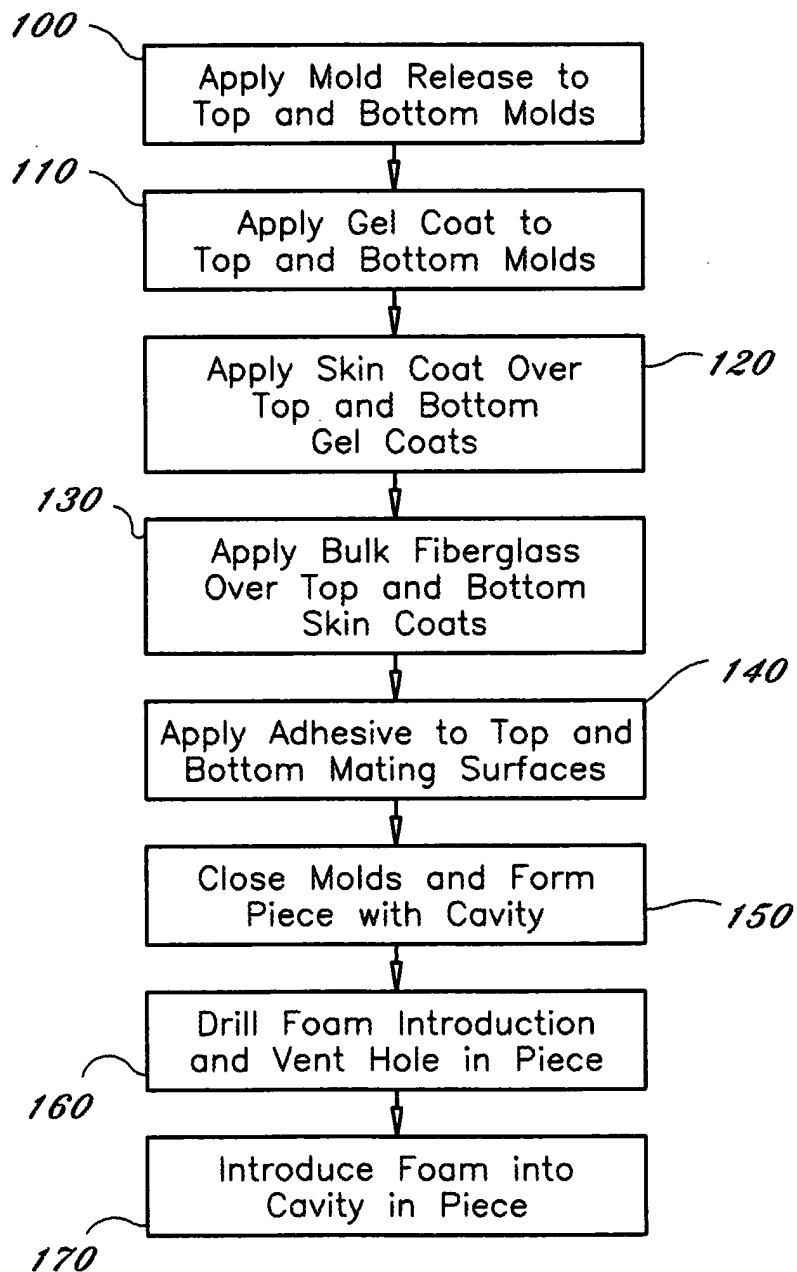 100
Apply Mold Release to
Top and Bottom Molds
110
Apply Gel Coat to
Top and Bottom Molds
Apply Skin Coat Over
Top and Bottom
Gel Coats
120
130
Apply Bulk Fiberglass
Over Top and Bottom
Skin Coats
140
Apply Adhesive to Top and
Bottom Mating Surfaces
Close Molds and Form
Piece with Cavity
150
Drill Foam Introduction
and Vent Hole in Piece
160
Introduce Foam into
Cavity in Piece
170